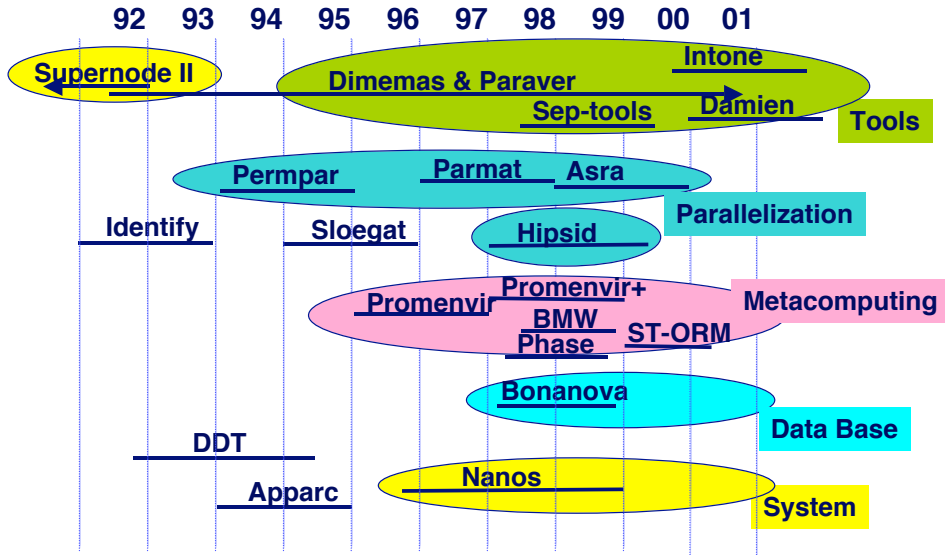 92 93 94 95 96 97 98 99 00 01
Supernode II
Intone
Dimemas & Paraver
Sep-tools
Damien
Tools
Permpar
Parmat
Asra
Parallelization
Identify
Sloegat
Hipsid
Promenvir
Promenvir+
Metacomputing
BMW
Phase
ST-ORM
Bonanova
Data Base
DDT
Nanos
Apparc
System